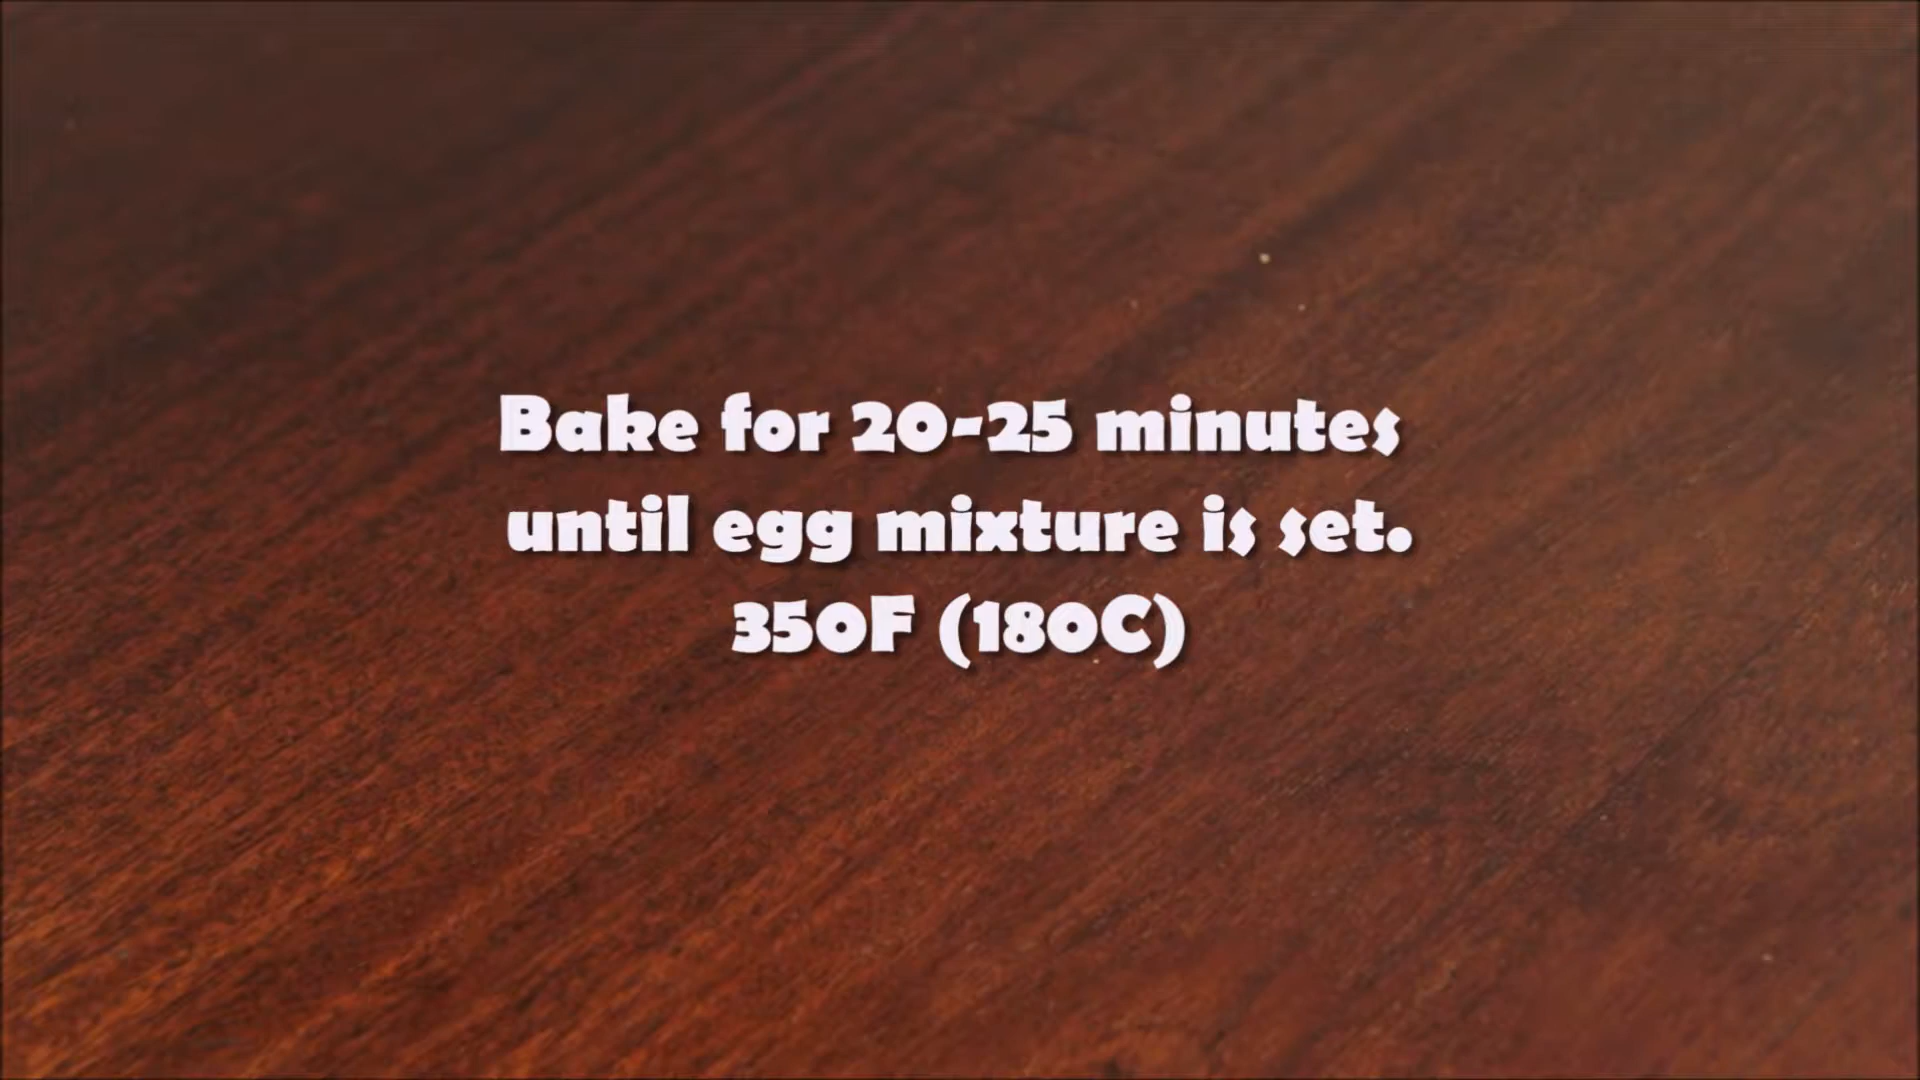 Bake for 20-25 minutes
until egg mixture is set.
350F (180C)